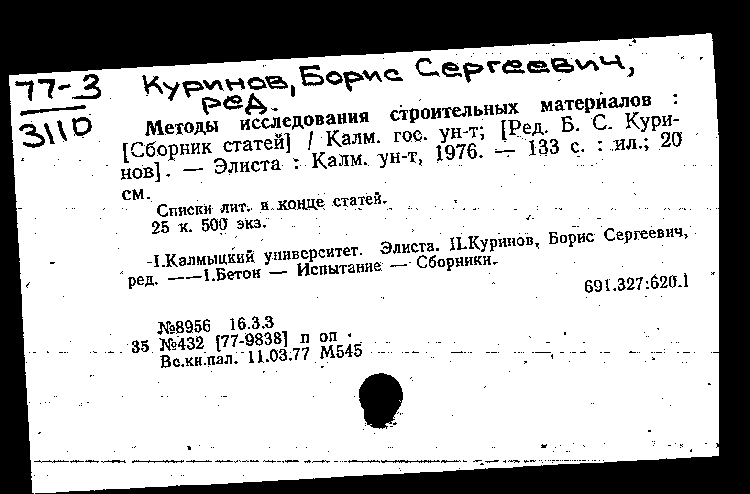 77-3
3110
Куринов, Борис Сергеевич,
ред.
Методы исследования строительных материалов :
[Сборник статей] / Калм. гос. ун-т; [Ред. Б. С. Кури-
нов]. — Элиста : Калм. ун-т, 1976. — 133 с. : ил.; 20
см.
Списки лит. в конце статей.
25 к. 500 экз.
-I.Калмыцкий университет. Элиста. II.Куринов, Борис Сергеевич,
ред. ——I.Бетон — Испытание — Сборники.
691.327:620.1
№8956 16.3.3
35 №432 [77-9838] п оп
Вс.кн.пал. 11.03.77 М545